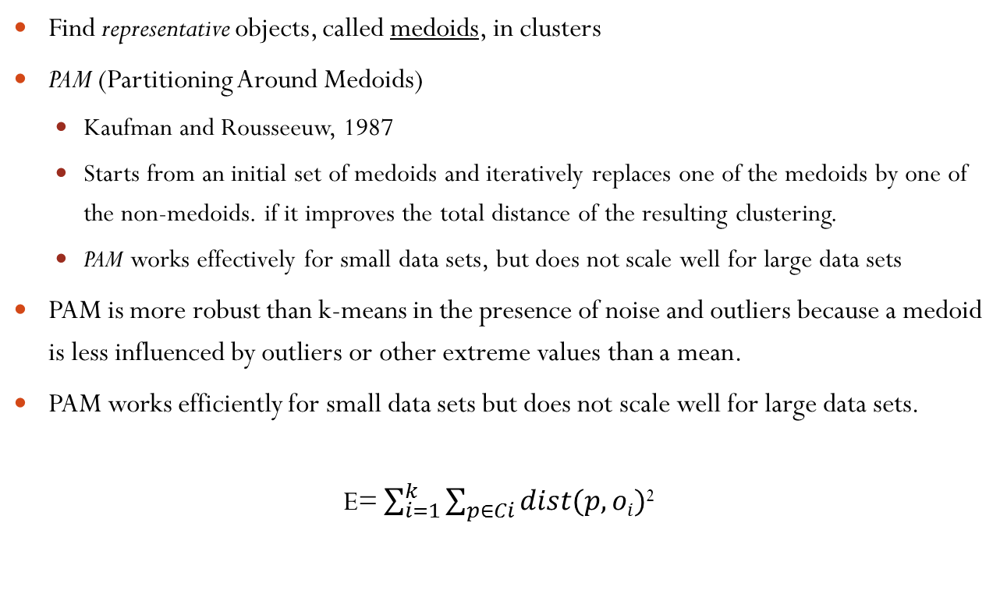 • Find representative objects, called medoids, in clusters
• PAM (Partitioning Around Medoids)
• Kaufman and Rousseeuw, 1987
• Starts from an initial set of medoids and iteratively replaces one of the medoids by one of
the non-medoids. if it improves the total distance of the resulting clustering.
• PAM works effectively for small data sets, but does not scale well for large data sets
• PAM is more robust than k-means in the presence of noise and outliers because a medoid
is less influenced by outliers or other extreme values than a mean.
• PAM works efficiently for small data sets but does not scale well for large data sets.
E= ∑ᵏᵢ₌₁ ∑p∈Ci dist(p, oᵢ)²